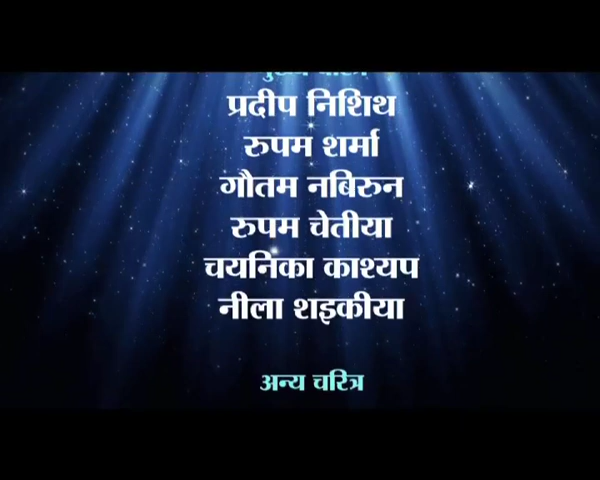 प्रदीप निशिथ
रुपम शर्मा
गौतम नबिरुन
रुपम चेतीया
चयनिका काश्यप
नीला शइकीया
अन्य चरित्र